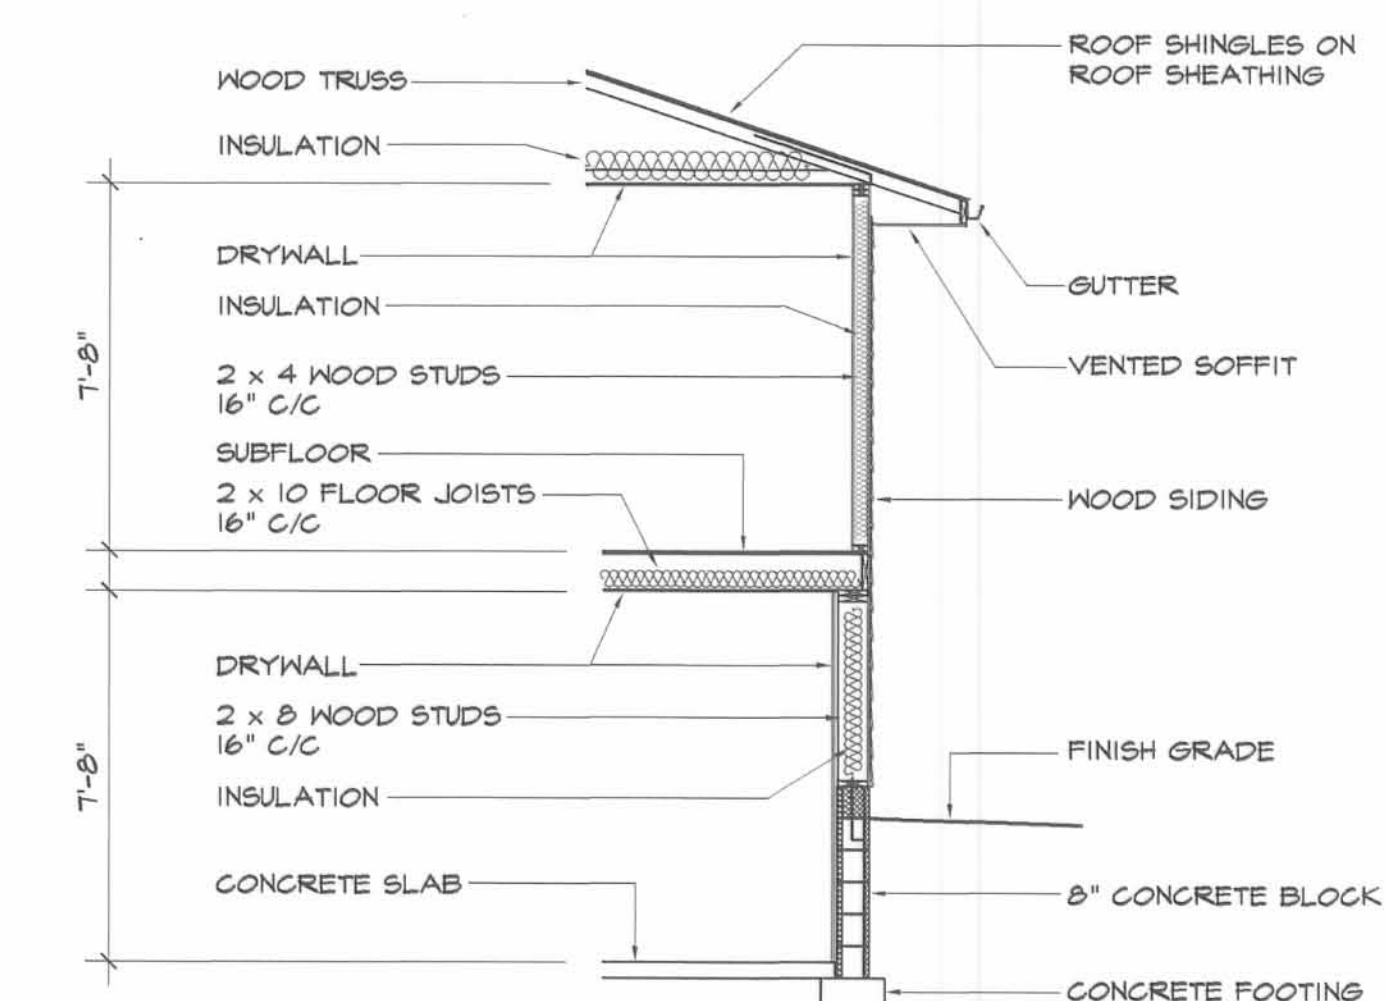 WOOD TRUSS
INSULATION
DRYWALL
INSULATION
2 x 4 WOOD STUDS
16" C/C
SUBFLOOR
2 x 10 FLOOR JOISTS
16" C/C
DRYWALL
2 x 8 WOOD STUDS
16" C/C
INSULATION
CONCRETE SLAB
7'-8"
7'-8"
ROOF SHINGLES ON
ROOF SHEATHING
GUTTER
VENTED SOFFIT
WOOD SIDING
FINISH GRADE
8" CONCRETE BLOCK
CONCRETE FOOTING